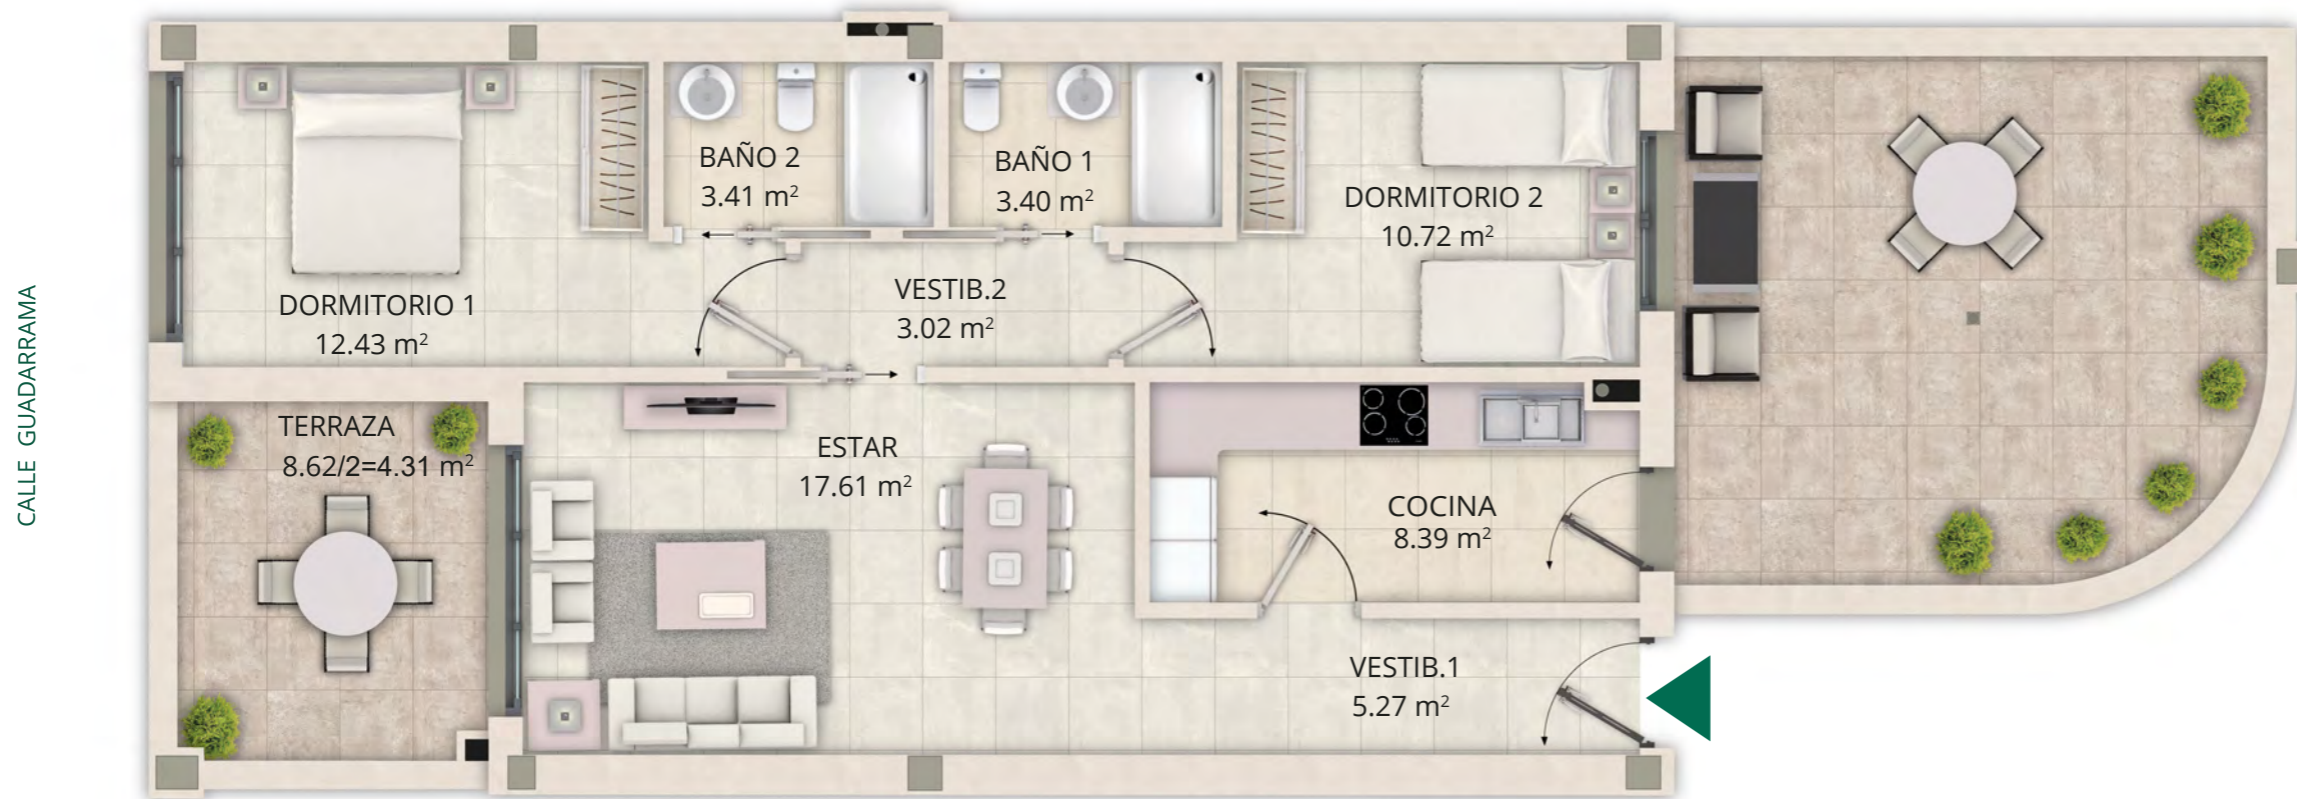 CALLE GUADARRAMA
BAÑO 2
3.41 m²
BAÑO 1
3.40 m²
DORMITORIO 2
10.72 m²
DORMITORIO 1
12.43 m²
VESTIB.2
3.02 m²
TERRAZA
8.62/2=4.31 m²
ESTAR
17.61 m²
COCINA
8.39 m²
VESTIB.1
5.27 m²